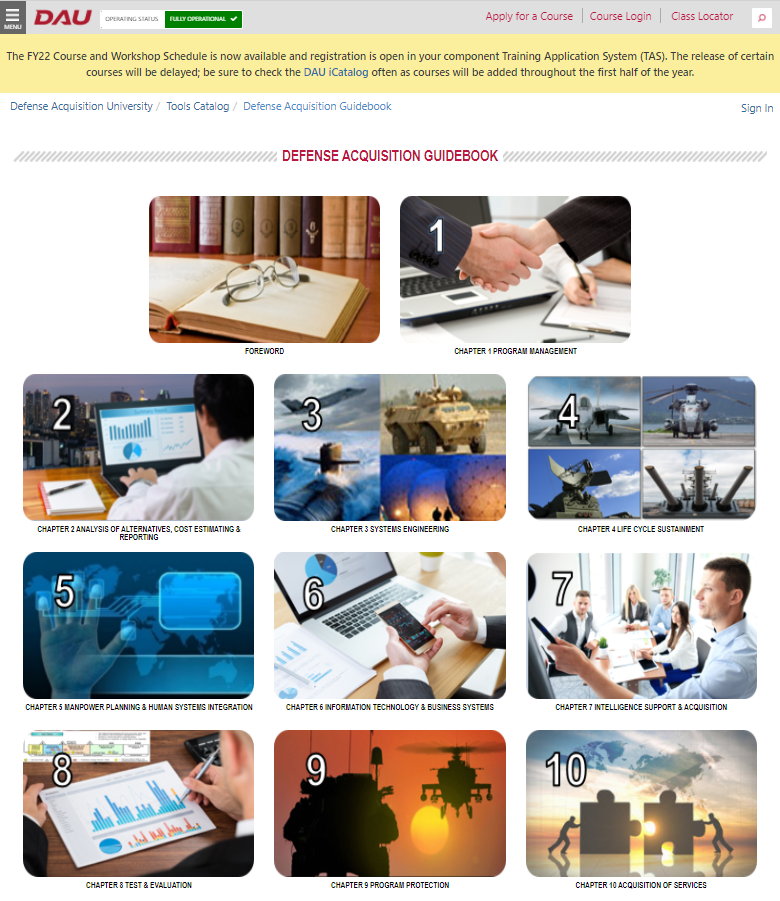 MENU
DAU
OPERATING STATUS
FULLY OPERATIONAL
Apply for a Course
Course Login
Class Locator
The FY22 Course and Workshop Schedule is now available and registration is open in your component Training Application System (TAS). The release of certain
courses will be delayed; be sure to check the DAU iCatalog often as courses will be added throughout the first half of the year.
Defense Acquisition University / Tools Catalog / Defense Acquisition Guidebook
Sign In
DEFENSE ACQUISITION GUIDEBOOK
1
FOREWORD
CHAPTER 1 PROGRAM MANAGEMENT
2
3
4
CHAPTER 2 ANALYSIS OF ALTERNATIVES, COST ESTIMATING &
REPORTING
CHAPTER 3 SYSTEMS ENGINEERING
CHAPTER 4 LIFE CYCLE SUSTAINMENT
5
6
7
CHAPTER 5 MANPOWER PLANNING & HUMAN SYSTEMS INTEGRATION
CHAPTER 6 INFORMATION TECHNOLOGY & BUSINESS SYSTEMS
CHAPTER 7 INTELLIGENCE SUPPORT & ACQUISITION
8
9
10
CHAPTER 8 TEST & EVALUATION
CHAPTER 9 PROGRAM PROTECTION
CHAPTER 10 ACQUISITION OF SERVICES